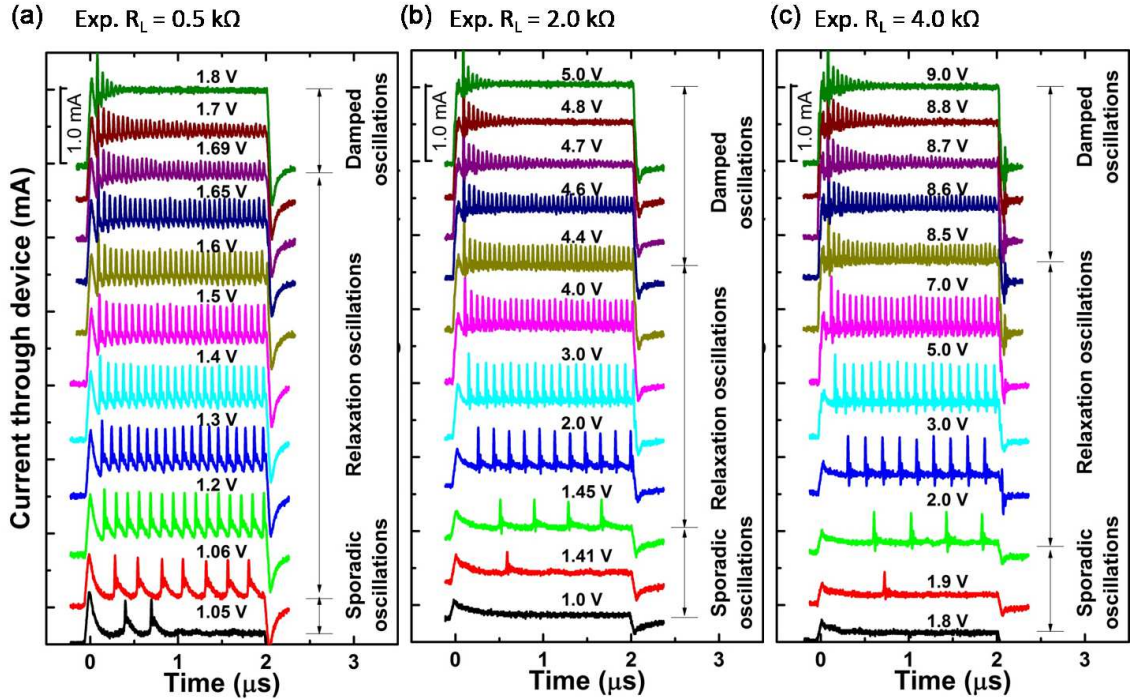 (a) Exp. R_L = 0.5 kΩ
(b) Exp. R_L = 2.0 kΩ
(c) Exp. R_L = 4.0 kΩ
Current through device (mA)
1.0 mA
1.8 V
1.7 V
1.69 V
1.65 V
1.6 V
1.5 V
1.4 V
1.3 V
1.2 V
1.06 V
1.05 V
Damped
oscillations
Relaxation oscillations
Sporadic
oscillations
0 1 2 3
Time (μs)
1.0 mA
5.0 V
4.8 V
4.7 V
4.6 V
4.4 V
4.0 V
3.0 V
2.0 V
1.45 V
1.41 V
1.0 V
Damped
oscillations
Relaxation oscillations
Sporadic
oscillations
0 1 2 3
Time (μs)
1.0 mA
9.0 V
8.8 V
8.7 V
8.6 V
8.5 V
7.0 V
5.0 V
3.0 V
2.0 V
1.9 V
1.8 V
Damped
oscillations
Relaxation oscillations
Sporadic
oscillations
0 1 2 3
Time (μs)